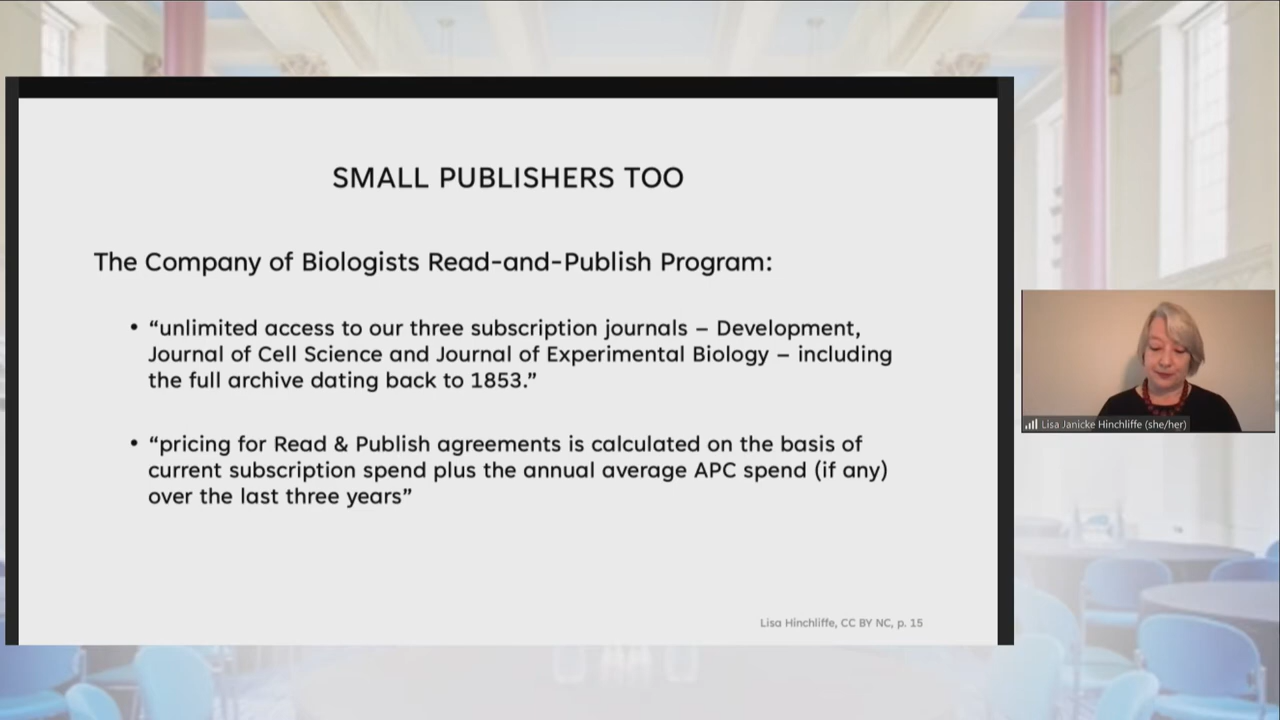 SMALL PUBLISHERS TOO
The Company of Biologists Read-and-Publish Program:
• “unlimited access to our three subscription journals – Development,
Journal of Cell Science and Journal of Experimental Biology – including
the full archive dating back to 1853.”
• “pricing for Read & Publish agreements is calculated on the basis of
current subscription spend plus the annual average APC spend (if any)
over the last three years”
Lisa Hinchliffe, CC BY NC, p. 15
Lisa Janicke Hinchliffe (she/her)